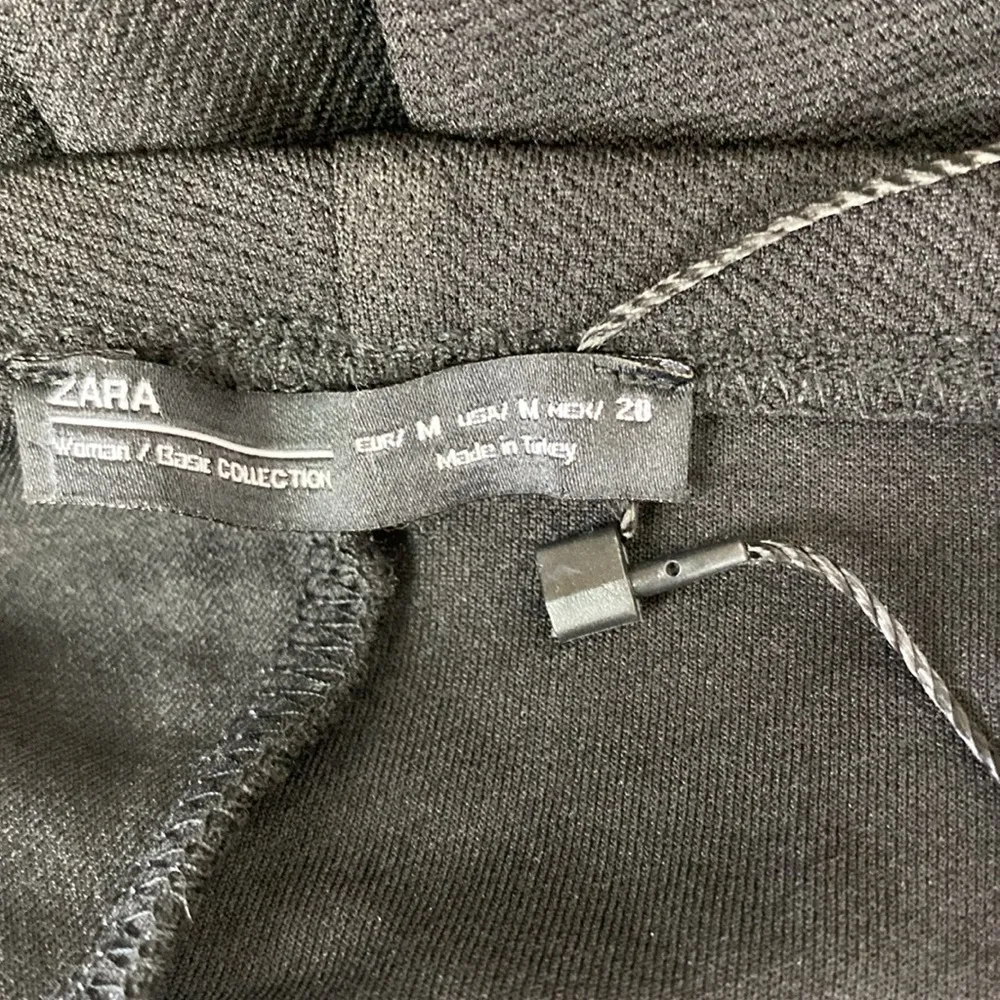 ZARA
Woman / Basic COLLECTION
EUR/ M USA/ M MEX/ 28
Made in Turkey